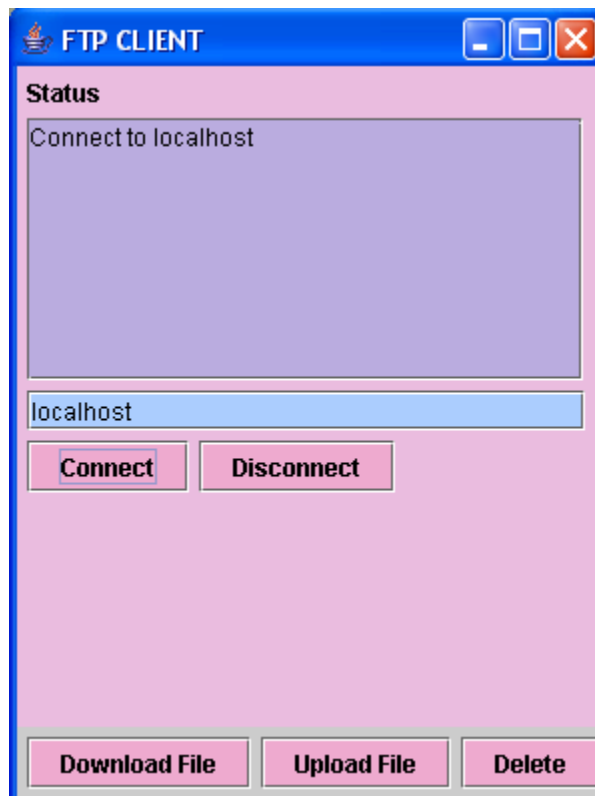 FTP CLIENT
Status
Connect to localhost
localhost
Connect Disconnect
Download File Upload File Delete